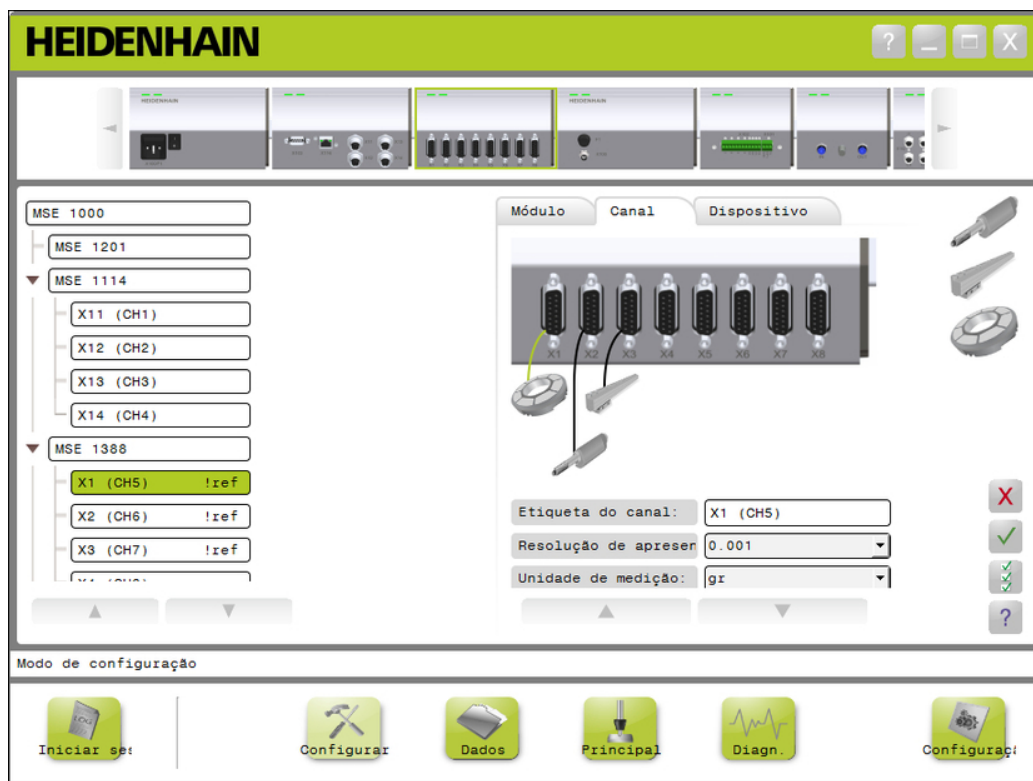 HEIDENHAIN
? _ X
HEIDENHAIN
HEIDENHAIN
MSE 1000
MSE 1201
MSE 1114
X11 (CH1)
X12 (CH2)
X13 (CH3)
X14 (CH4)
MSE 1388
X1 (CH5) !ref
X2 (CH6) !ref
X3 (CH7) !ref
Módulo Canal Dispositivo
X1 X2 X3 X4 X5 X6 X7 X8
Etiqueta do canal: X1 (CH5)
Resolução de apresen 0.001
Unidade de medição: gr
X
?
Modo de configuração
LOG
Iniciar se
Configurar
Dados
Principal
Diagn.
Configuraç